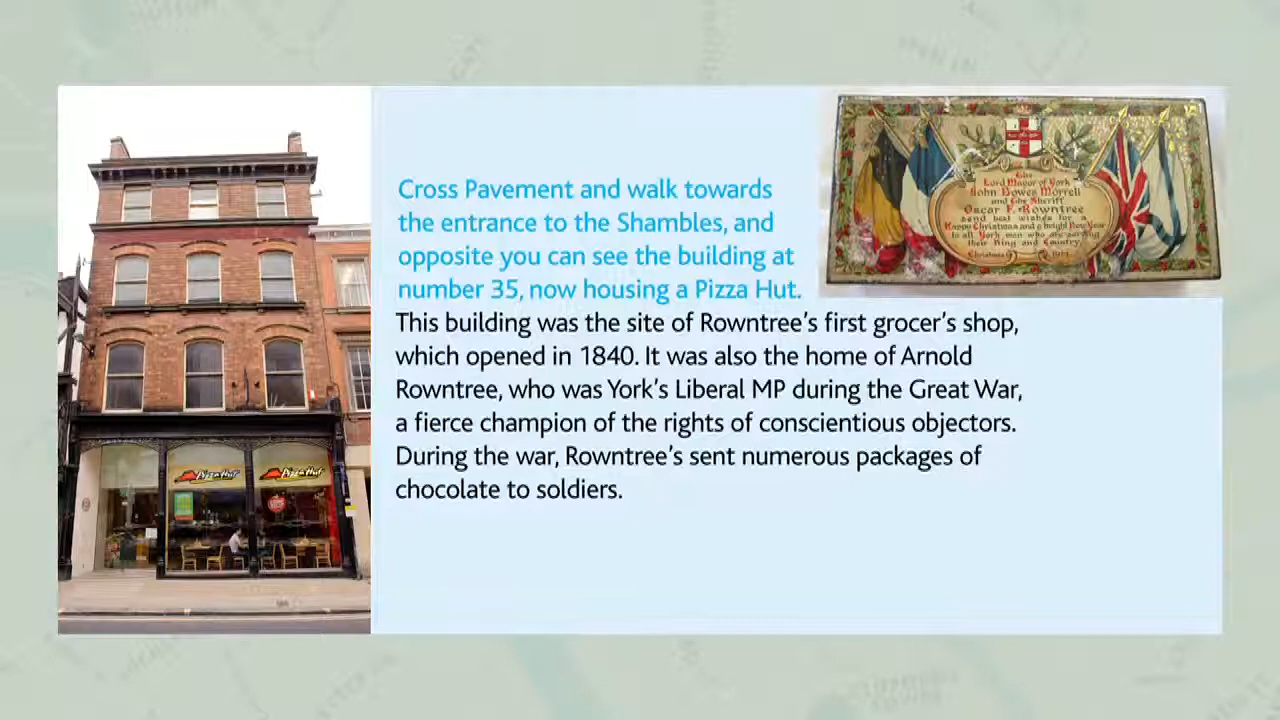 Cross Pavement and walk towards
the entrance to the Shambles, and
opposite you can see the building at
number 35, now housing a Pizza Hut.
This building was the site of Rowntree's first grocer's shop,
which opened in 1840. It was also the home of Arnold
Rowntree, who was York's Liberal MP during the Great War,
a fierce champion of the rights of conscientious objectors.
During the war, Rowntree's sent numerous packages of
chocolate to soldiers.
The
Lord Mayor of York
John Bowes Morrell
and the Sheriff
Oscar F. Rowntree
send best wishes for a
Happy Christmas and a bright New Year
to all York men who are serving
their King and Country.
Christmas 1914
Pizza Hut
Pizza Hut